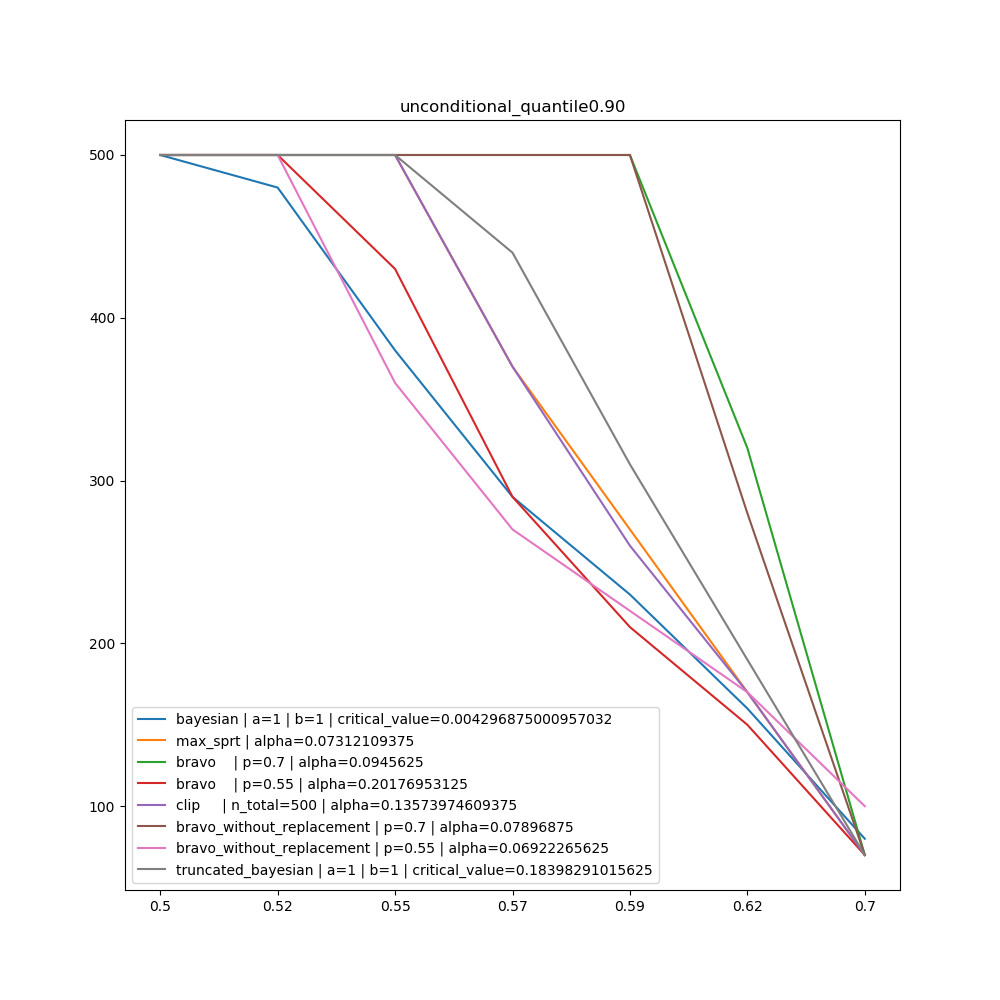 unconditional_quantile0.90
500
400
300
200
100
bayesian | a=1 | b=1 | critical_value=0.004296875000957032
max_sprt | alpha=0.07312109375
bravo    | p=0.7 | alpha=0.0945625
bravo    | p=0.55 | alpha=0.20176953125
clip     | n_total=500 | alpha=0.13573974609375
bravo_without_replacement | p=0.7 | alpha=0.07896875
bravo_without_replacement | p=0.55 | alpha=0.06922265625
truncated_bayesian | a=1 | b=1 | critical_value=0.18398291015625
0.5 0.52 0.55 0.57 0.59 0.62 0.7